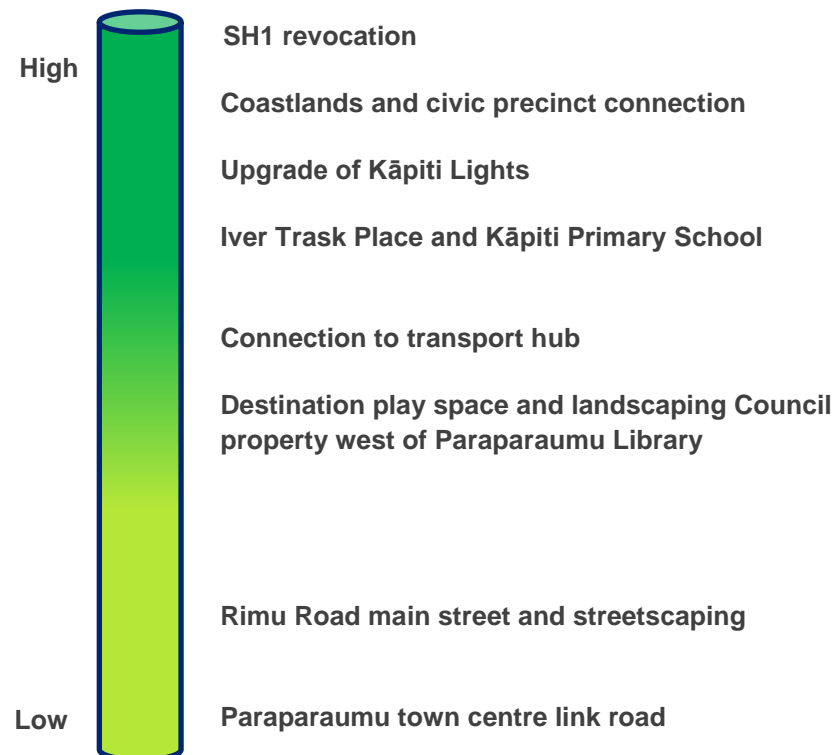 SH1 revocation
High
Coastlands and civic precinct connection
Upgrade of Kāpiti Lights
Iver Trask Place and Kāpiti Primary School
Connection to transport hub
Destination play space and landscaping Council
property west of Paraparaumu Library
Rimu Road main street and streetscaping
Low
Paraparaumu town centre link road